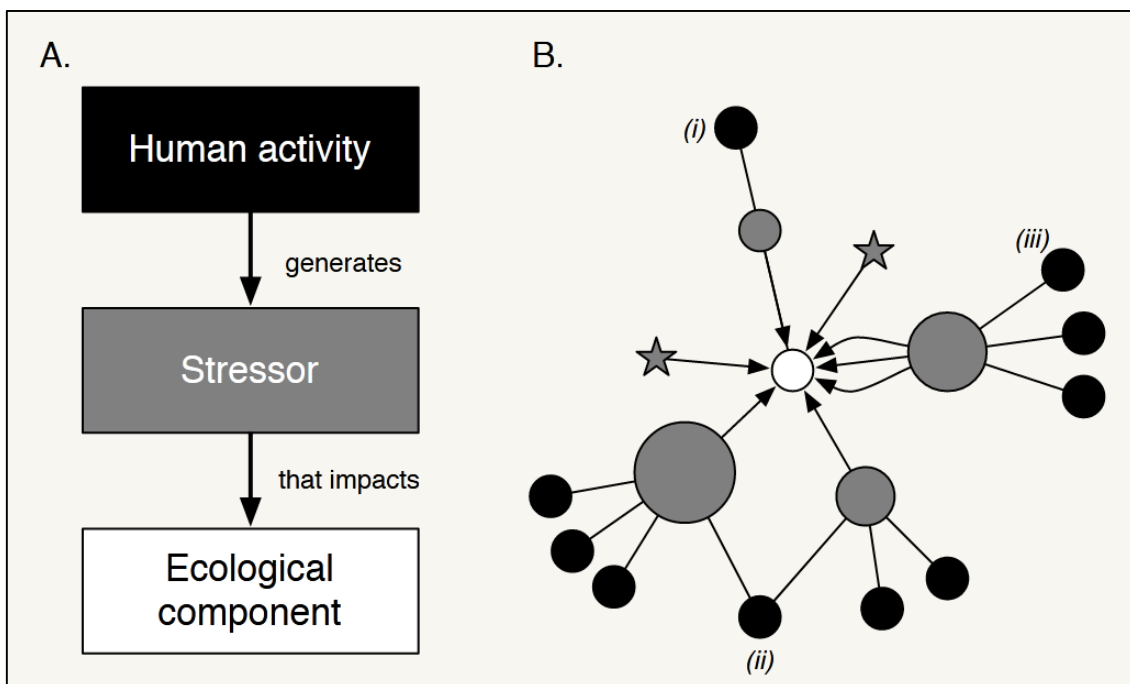 A.
Human activity
generates
Stressor
that impacts
Ecological
component
B.
(i)
(iii)
(ii)